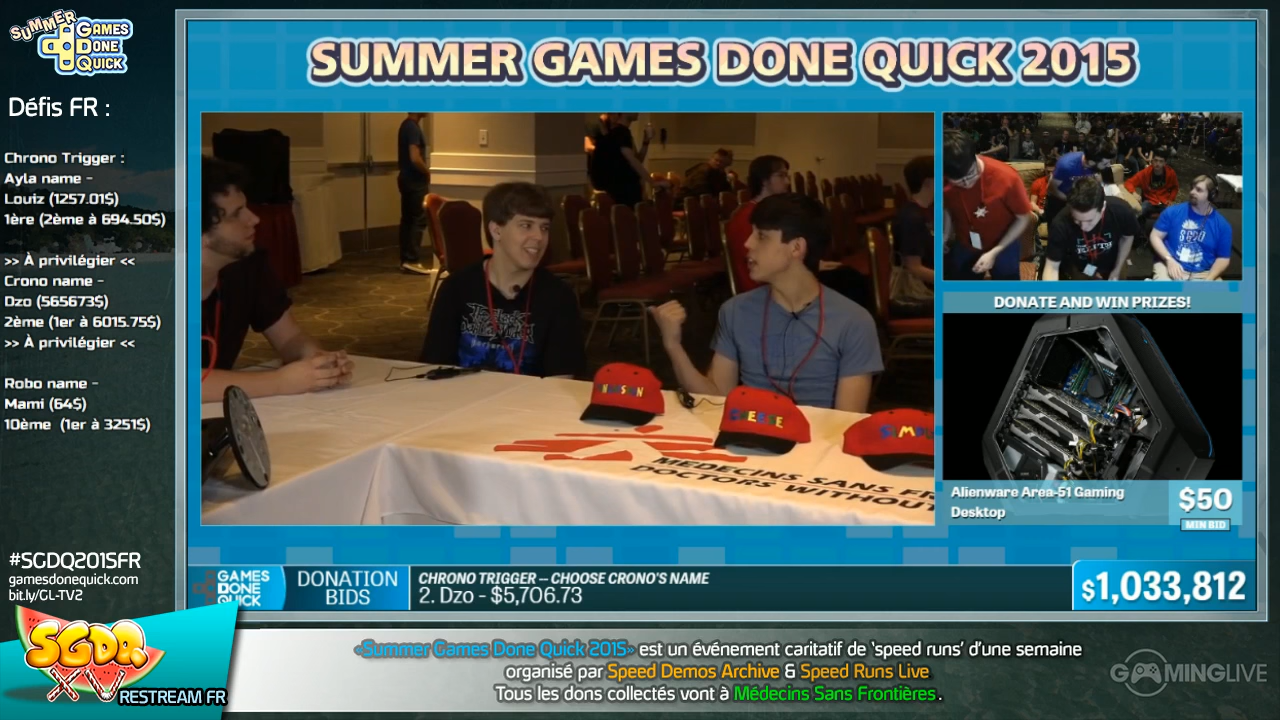 SUMMER
GAMES
DONE
QUICK
Défis FR :
Chrono Trigger :
Ayla name -
Louiz (1257.01$)
1ère (2ème à 694.50$)
>> À privilégier <<
Crono name -
Dzo (565673$)
2ème (1er à 6015.75$)
>> À privilégier <<
Robo name -
Mami (64$)
10ème (1er à 3251$)
#SGDQ2015FR
gamesdonequick.com
bit.ly/GL-TV2
SGDQ
XV
RESTREAM FR
SUMMER GAMES DONE QUICK 2015
CHEESE
SIMPL
MEDECINS SANS FR
DOCTORS WITHOUT
DONATE AND WIN PRIZES!
Alienware Area-51 Gaming
Desktop
$50
MIN BID
GAMES
DONE
QUICK
DONATION
BIDS
CHRONO TRIGGER -- CHOOSE CRONO'S NAME
2. Dzo - $5,706.73
$1,033,812
«Summer Games Done Quick 2015» est un événement caritatif de 'speed runs' d'une semaine
organisé par Speed Demos Archive & Speed Runs Live
Tous les dons collectés vont à Médecins Sans Frontières.
GAMINGLIVE